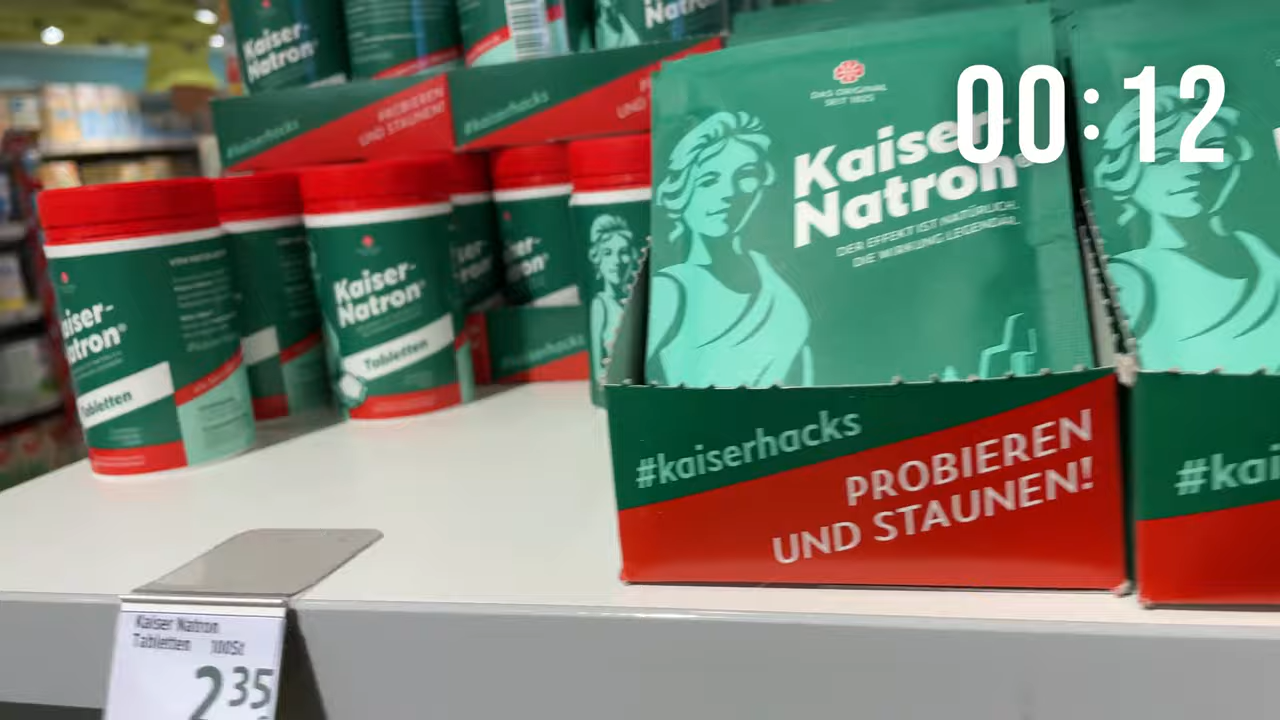 Kaiser-
Natron
Natron
#kaiserhacks
PROBIEREN
UND STAUNEN!
#kaiserhacks
00:12
DAS ORIGINAL
SEIT 1825
Kaiser-
Natron
DER EFFEKT IST NATÜRLICH.
DIE WIRKUNG LEGENDÄR.
Kaiser-
Natron®
Tabletten
Tabletten
#kaiserhacks
PROBIEREN
UND STAUNEN!
#kai
Kaiser Natron
Tabletten 100St
2 35